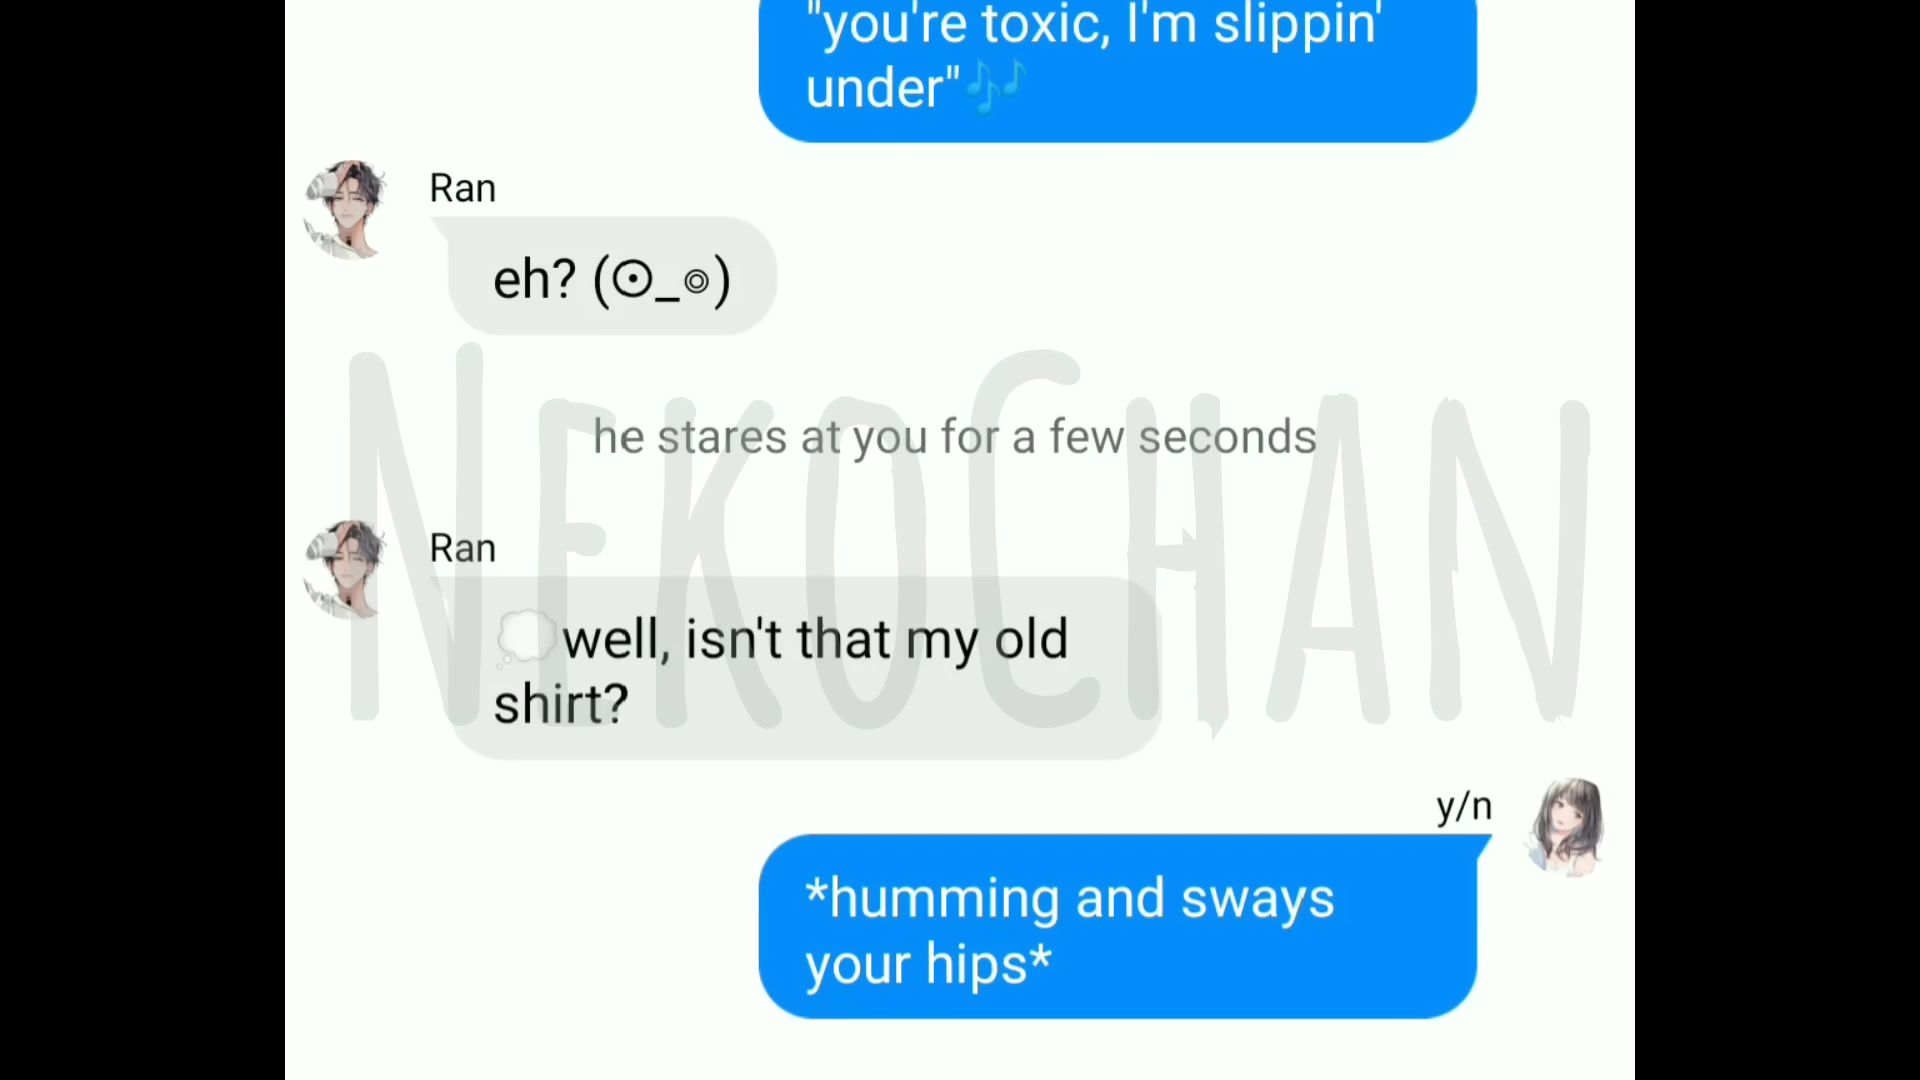 "you're toxic, I'm slippin'
under"🎶
Ran
eh? (⊙_◎)
he stares at you for a few seconds
NEKOCHAN
Ran
💭well, isn't that my old
shirt?
y/n
*humming and sways
your hips*